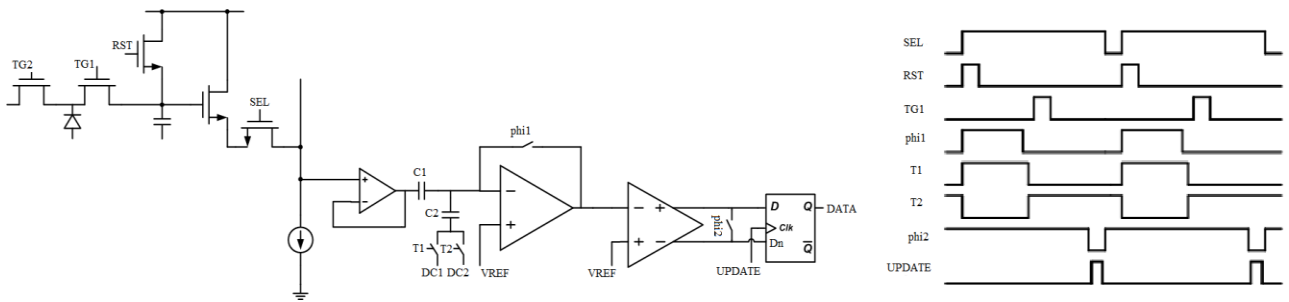 RST
TG2
TG1
SEL
phi1
C1
C2
T1
T2
DC1
DC2
VREF
VREF
phi2
UPDATE
D
Q
Clk
Dn
Q
DATA
SEL
RST
TG1
phi1
T1
T2
phi2
UPDATE